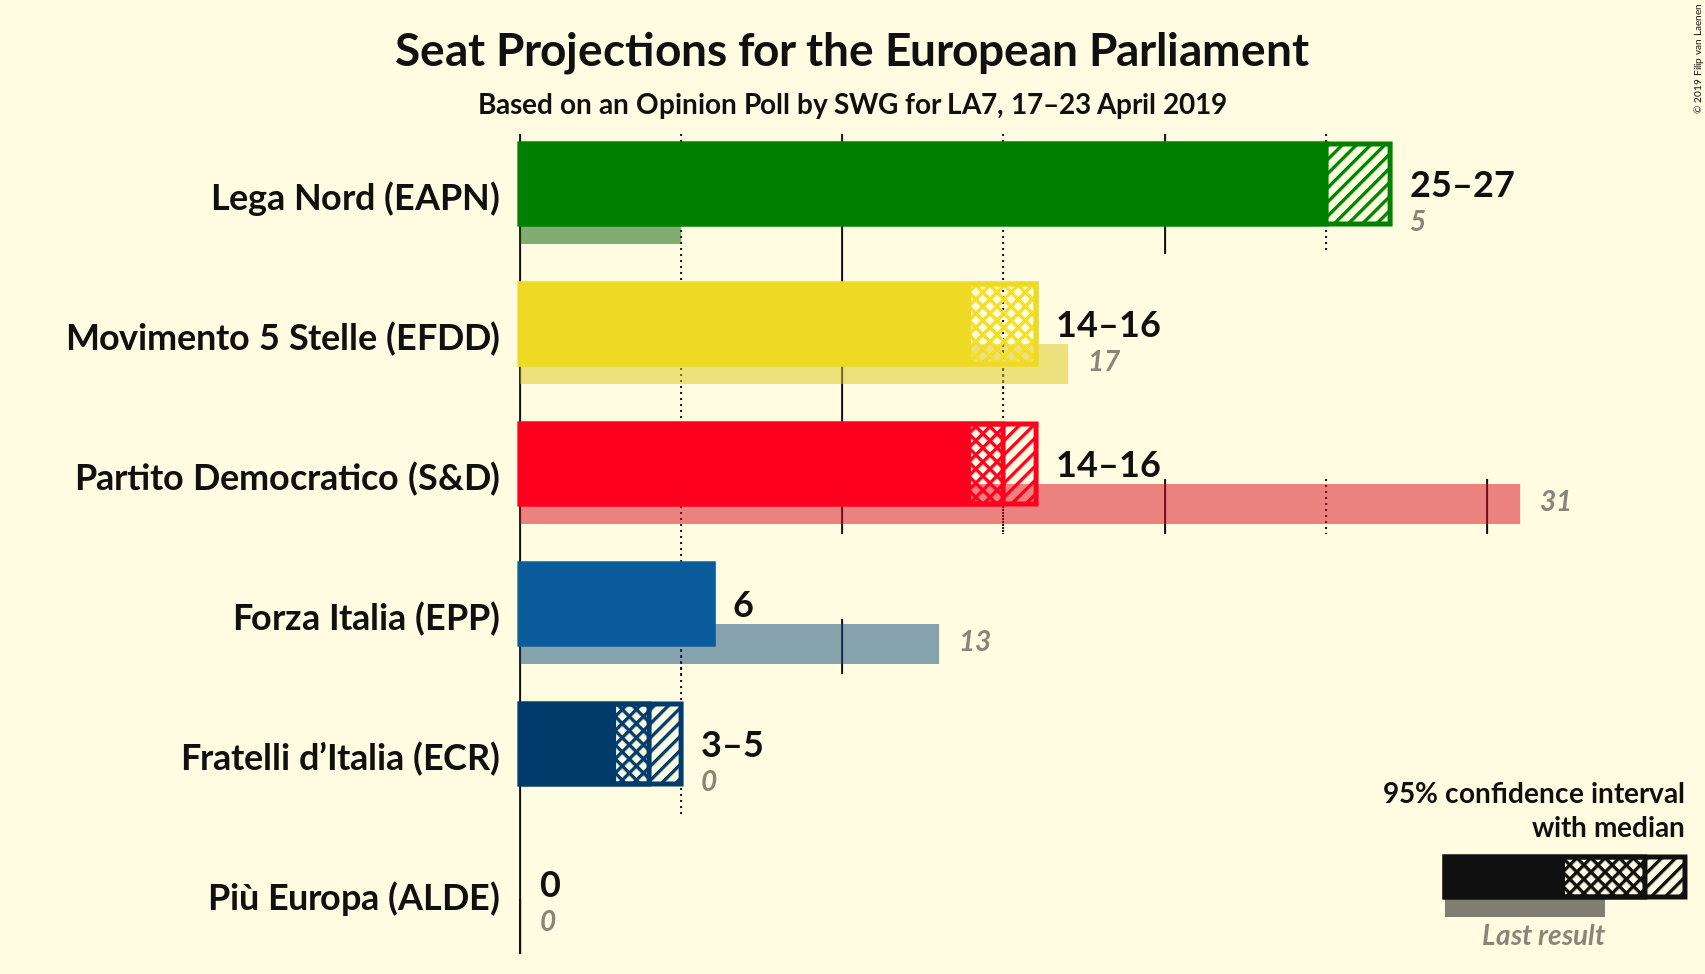 Seat Projections for the European Parliament
Based on an Opinion Poll by SWG for LA7, 17–23 April 2019
© 2019 Filip van Laenen
Lega Nord (EAPN)
25–27
5
Movimento 5 Stelle (EFDD)
14–16
17
Partito Democratico (S&D)
14–16
31
Forza Italia (EPP)
6
13
Fratelli d’Italia (ECR)
3–5
0
Più Europa (ALDE)
0
0
95% confidence interval
with median
Last result